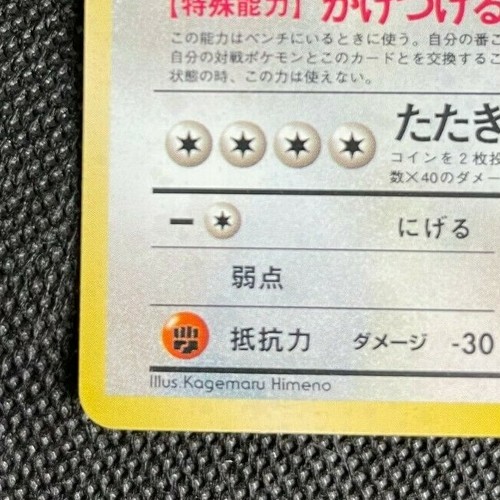 【特殊能力】かけつける
この能力はベンチにいるときに使う。自分の番こ
自分の対戦ポケモンとこのカードとを交換するこ
状態の時、この力は使えない。
たたき
コインを2枚投
数×40のダメー
ー にげる
弱点
抵抗力 ダメージ -30
Illus. Kagemaru Himeno